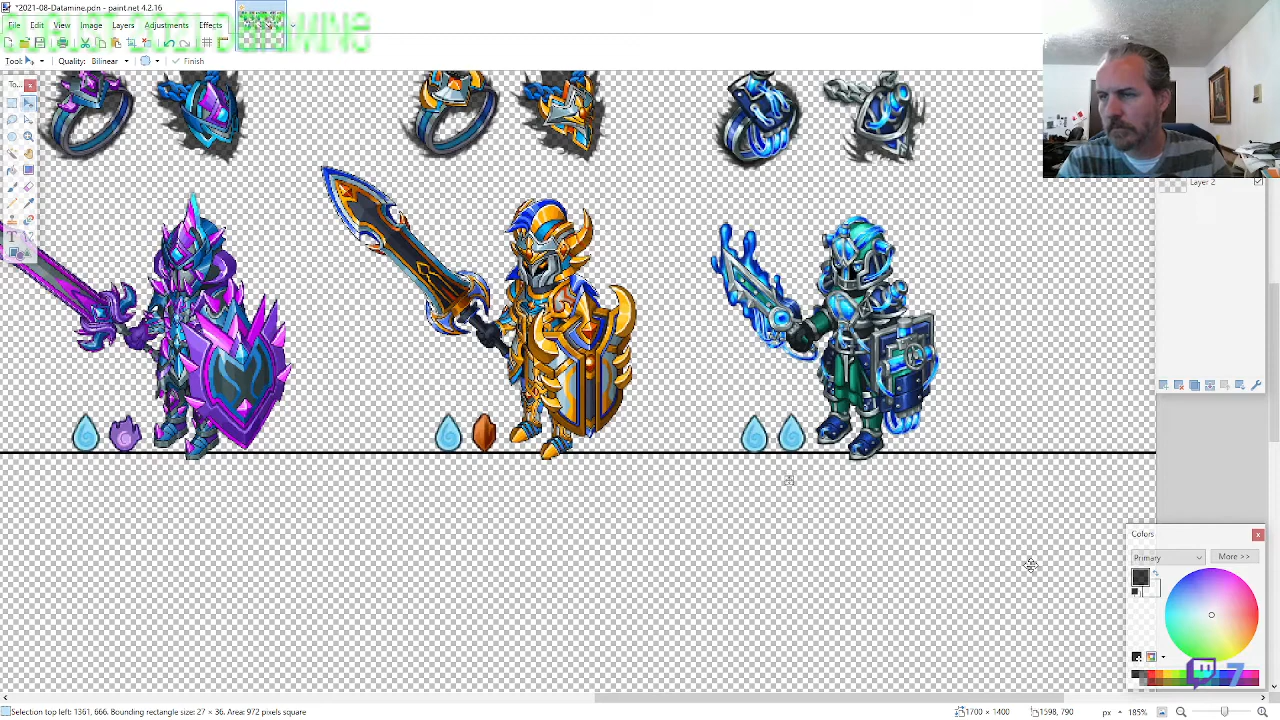 *2021-08-Datamine.pdn - paint.net 4.2.16
File Edit View Image Layers Adjustments Effects
Tool: Quality: Bilinear Finish
To... x
Layer 2
Colors x
Primary More >>
7
Selection top left: 1361, 666. Bounding rectangle size: 27 × 36. Area: 972 pixels square 1700 × 1400 1598, 790 px 185%